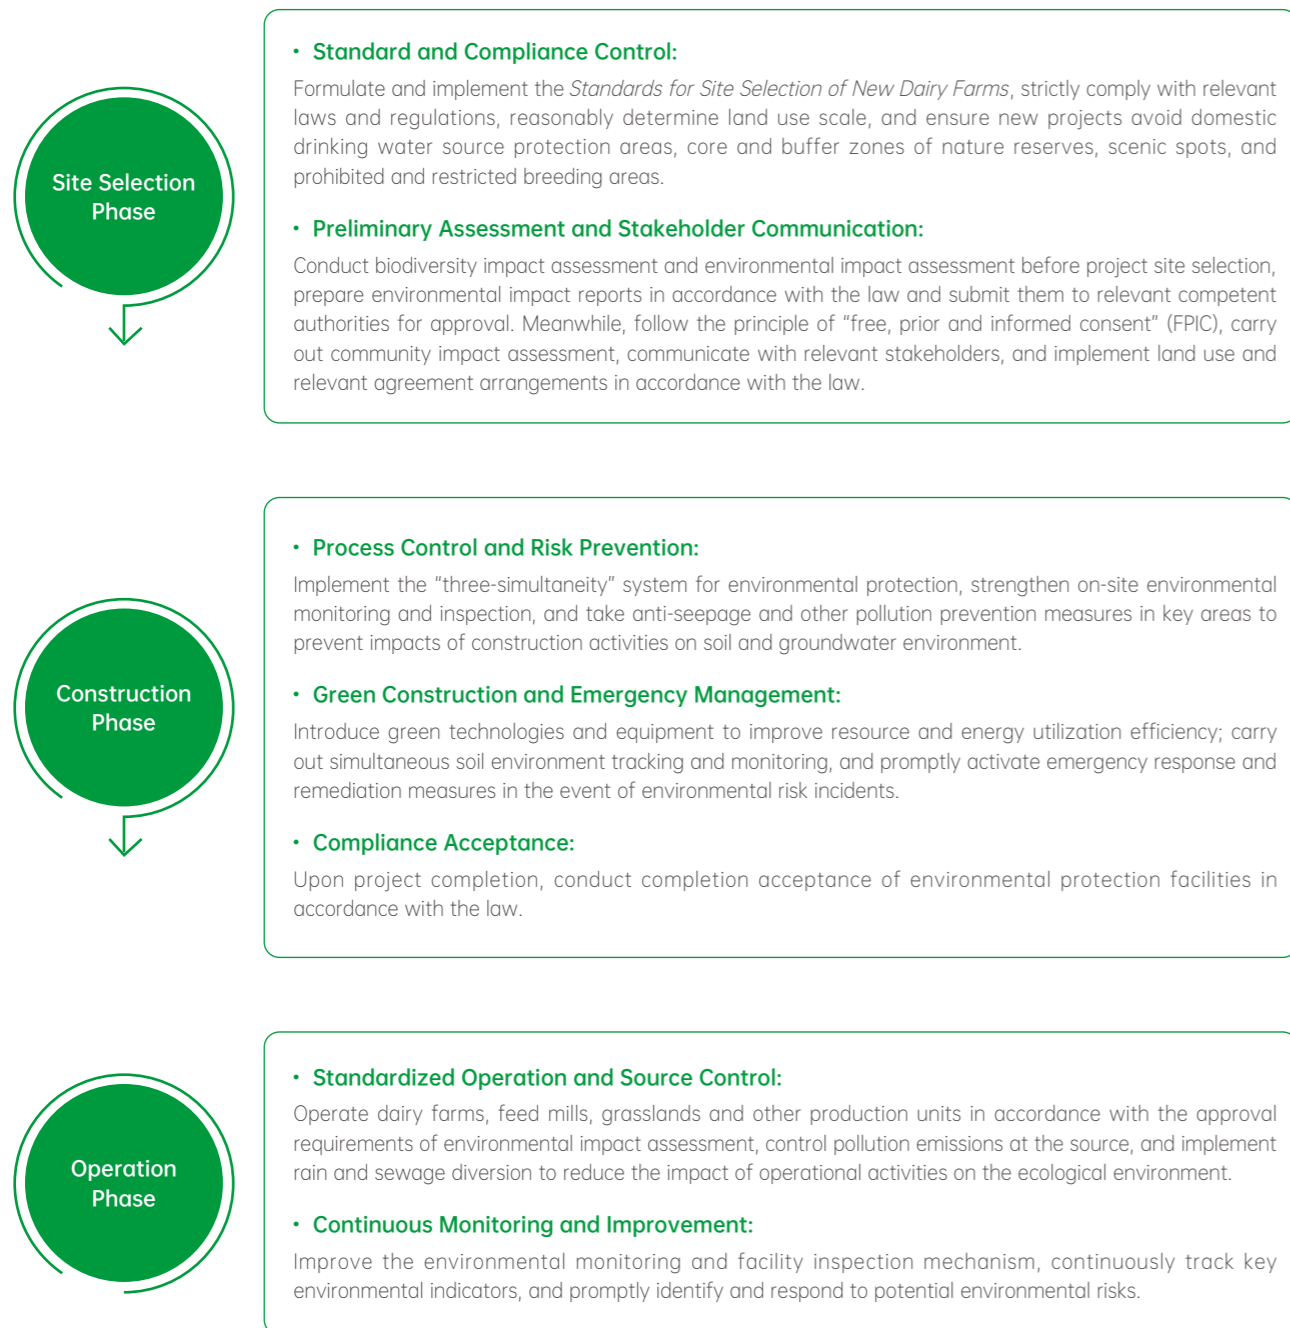 Site Selection
Phase
• Standard and Compliance Control:
Formulate and implement the Standards for Site Selection of New Dairy Farms, strictly comply with relevant
laws and regulations, reasonably determine land use scale, and ensure new projects avoid domestic
drinking water source protection areas, core and buffer zones of nature reserves, scenic spots, and
prohibited and restricted breeding areas.
• Preliminary Assessment and Stakeholder Communication:
Conduct biodiversity impact assessment and environmental impact assessment before project site selection,
prepare environmental impact reports in accordance with the law and submit them to relevant competent
authorities for approval. Meanwhile, follow the principle of “free, prior and informed consent” (FPIC), carry
out community impact assessment, communicate with relevant stakeholders, and implement land use and
relevant agreement arrangements in accordance with the law.
Construction
Phase
• Process Control and Risk Prevention:
Implement the “three-simultaneity” system for environmental protection, strengthen on-site environmental
monitoring and inspection, and take anti-seepage and other pollution prevention measures in key areas to
prevent impacts of construction activities on soil and groundwater environment.
• Green Construction and Emergency Management:
Introduce green technologies and equipment to improve resource and energy utilization efficiency; carry
out simultaneous soil environment tracking and monitoring, and promptly activate emergency response and
remediation measures in the event of environmental risk incidents.
• Compliance Acceptance:
Upon project completion, conduct completion acceptance of environmental protection facilities in
accordance with the law.
Operation
Phase
• Standardized Operation and Source Control:
Operate dairy farms, feed mills, grasslands and other production units in accordance with the approval
requirements of environmental impact assessment, control pollution emissions at the source, and implement
rain and sewage diversion to reduce the impact of operational activities on the ecological environment.
• Continuous Monitoring and Improvement:
Improve the environmental monitoring and facility inspection mechanism, continuously track key
environmental indicators, and promptly identify and respond to potential environmental risks.